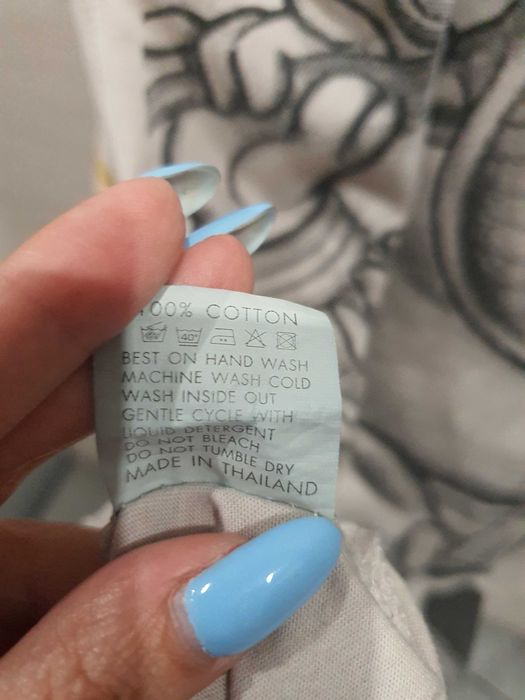 100% COTTON
40°
BEST ON HAND WASH
MACHINE WASH COLD
WASH INSIDE OUT
GENTLE CYCLE WITH
LIQUID DETERGENT
DO NOT BLEACH
DO NOT TUMBLE DRY
MADE IN THAILAND